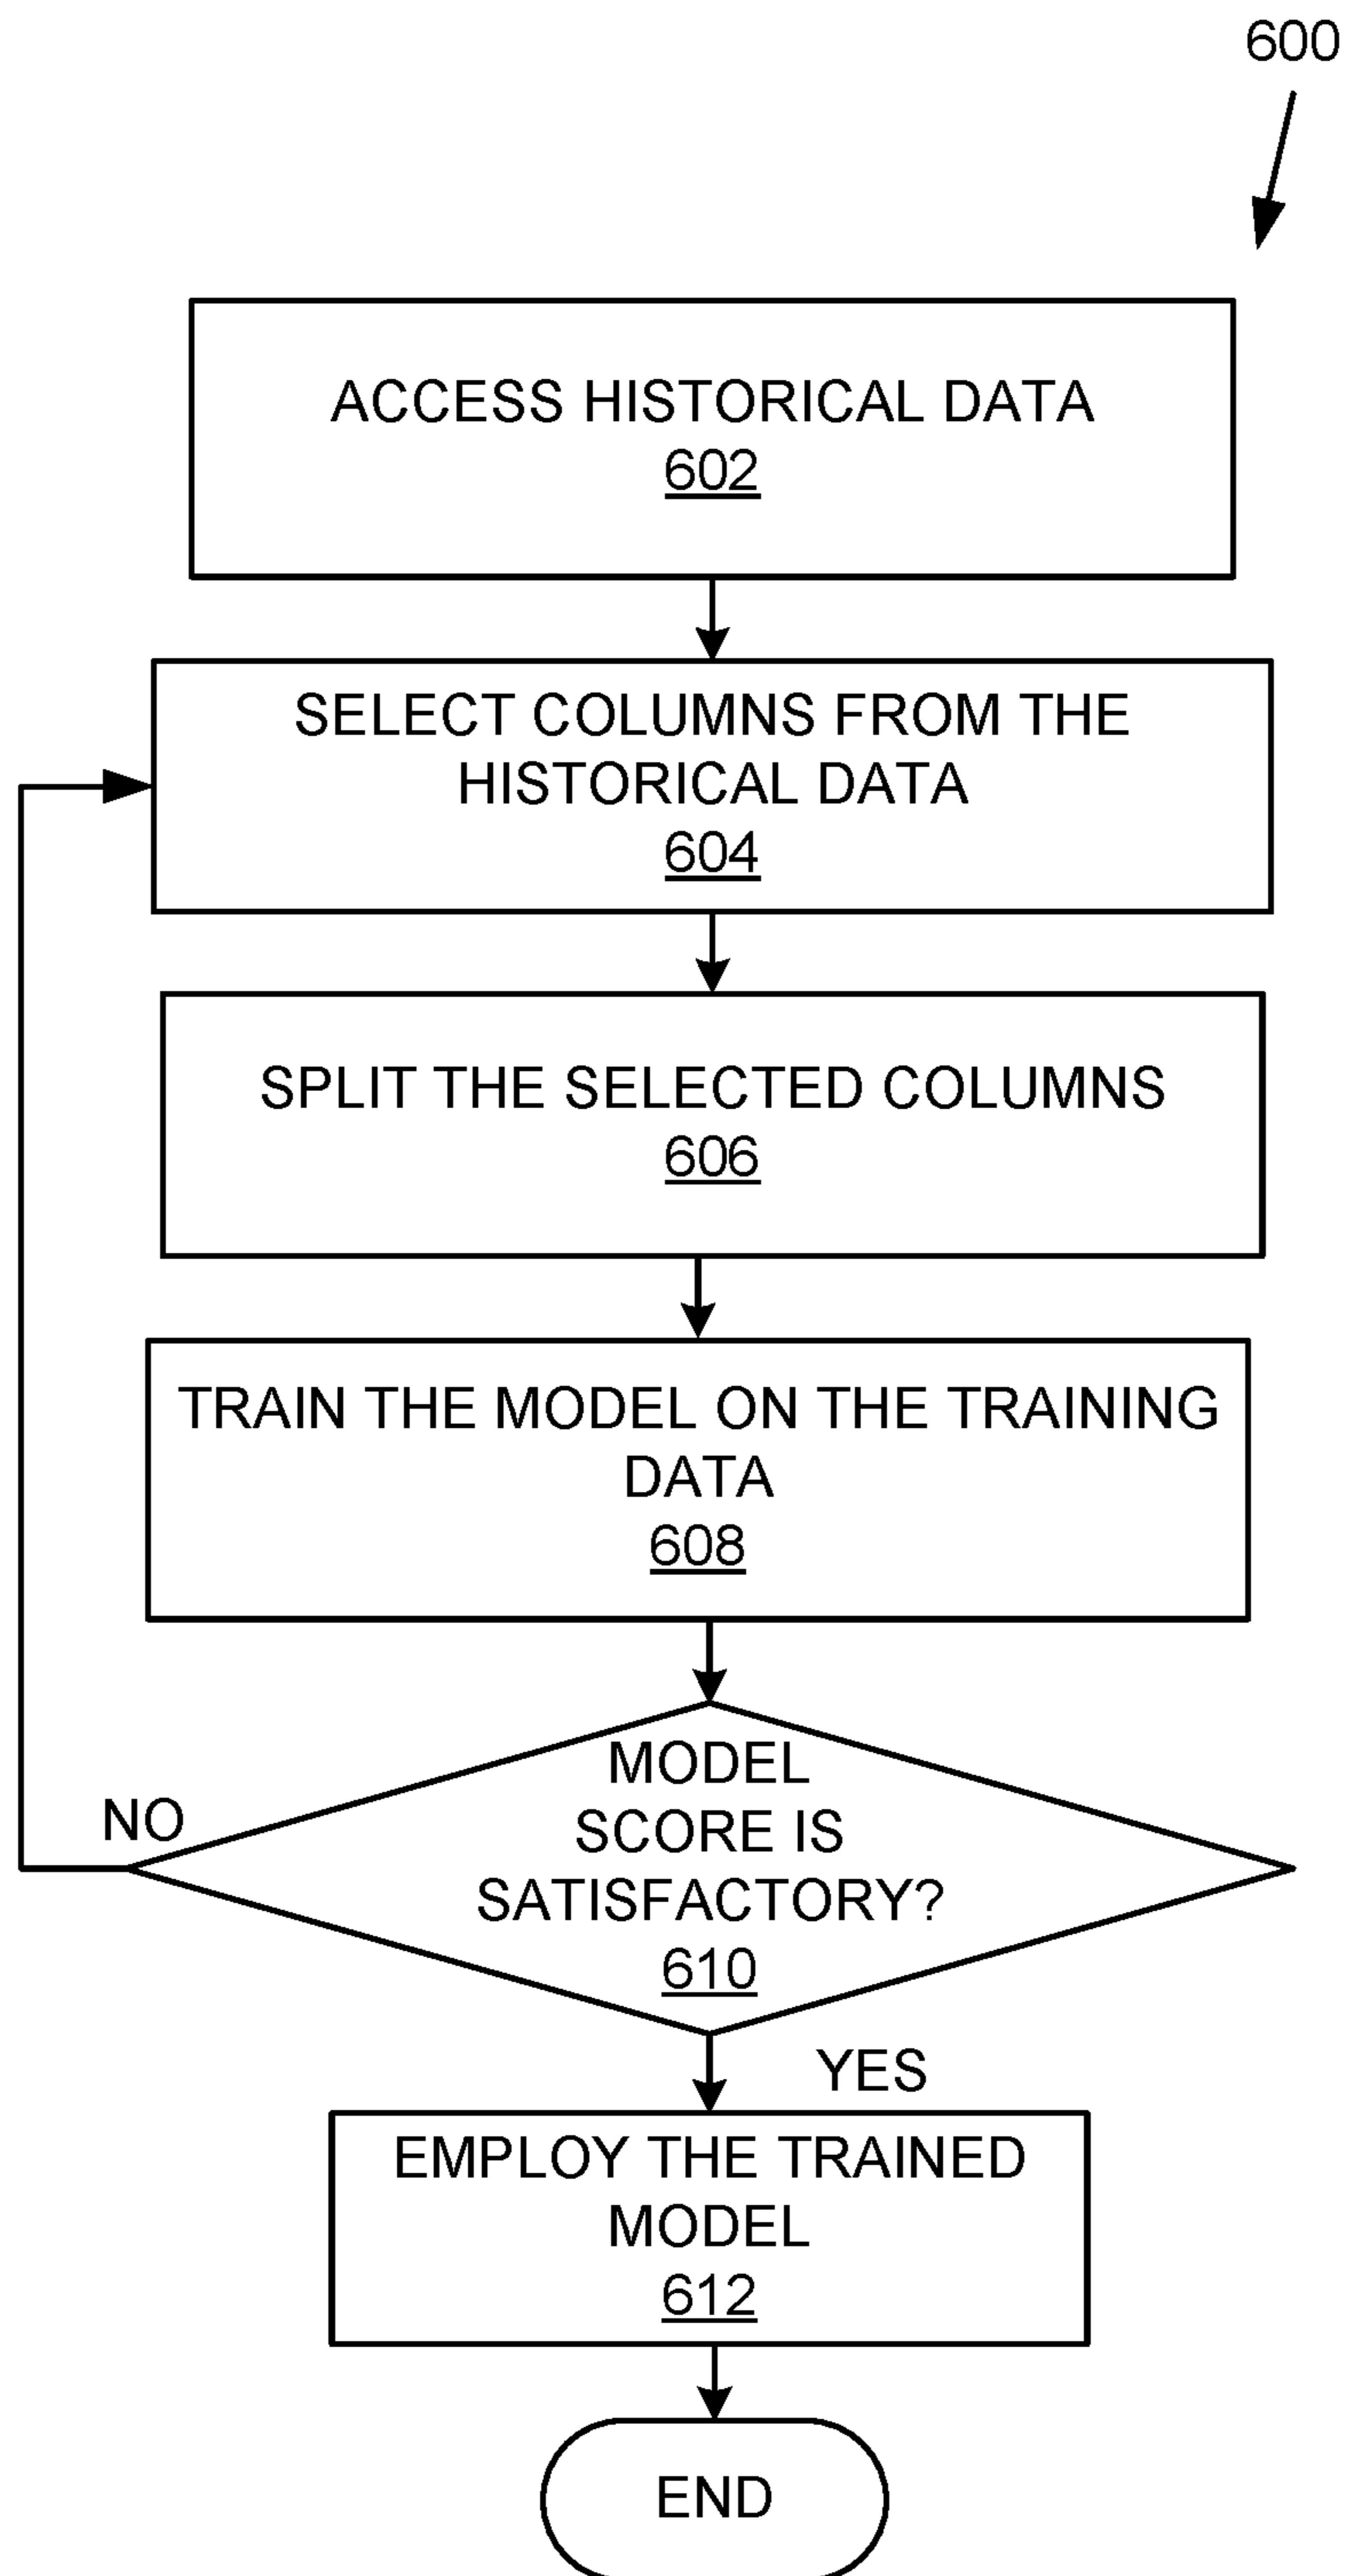 600
ACCESS HISTORICAL DATA
602
SELECT COLUMNS FROM THE
HISTORICAL DATA
604
SPLIT THE SELECTED COLUMNS
606
TRAIN THE MODEL ON THE TRAINING
DATA
608
MODEL
SCORE IS
SATISFACTORY?
610
NO
YES
EMPLOY THE TRAINED
MODEL
612
END